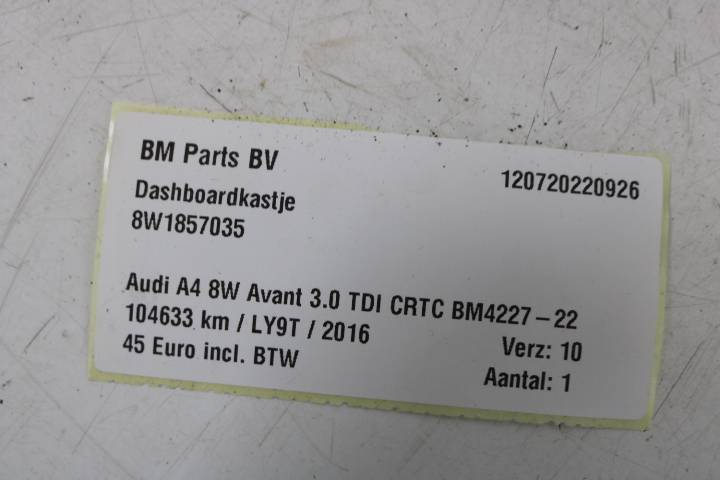 BM Parts BV
120720220926
Dashboardkastje
8W1857035
Audi A4 8W Avant 3.0 TDI CRTC BM4227-22
104633 km / LY9T / 2016
Verz: 10
45 Euro incl. BTW
Aantal: 1